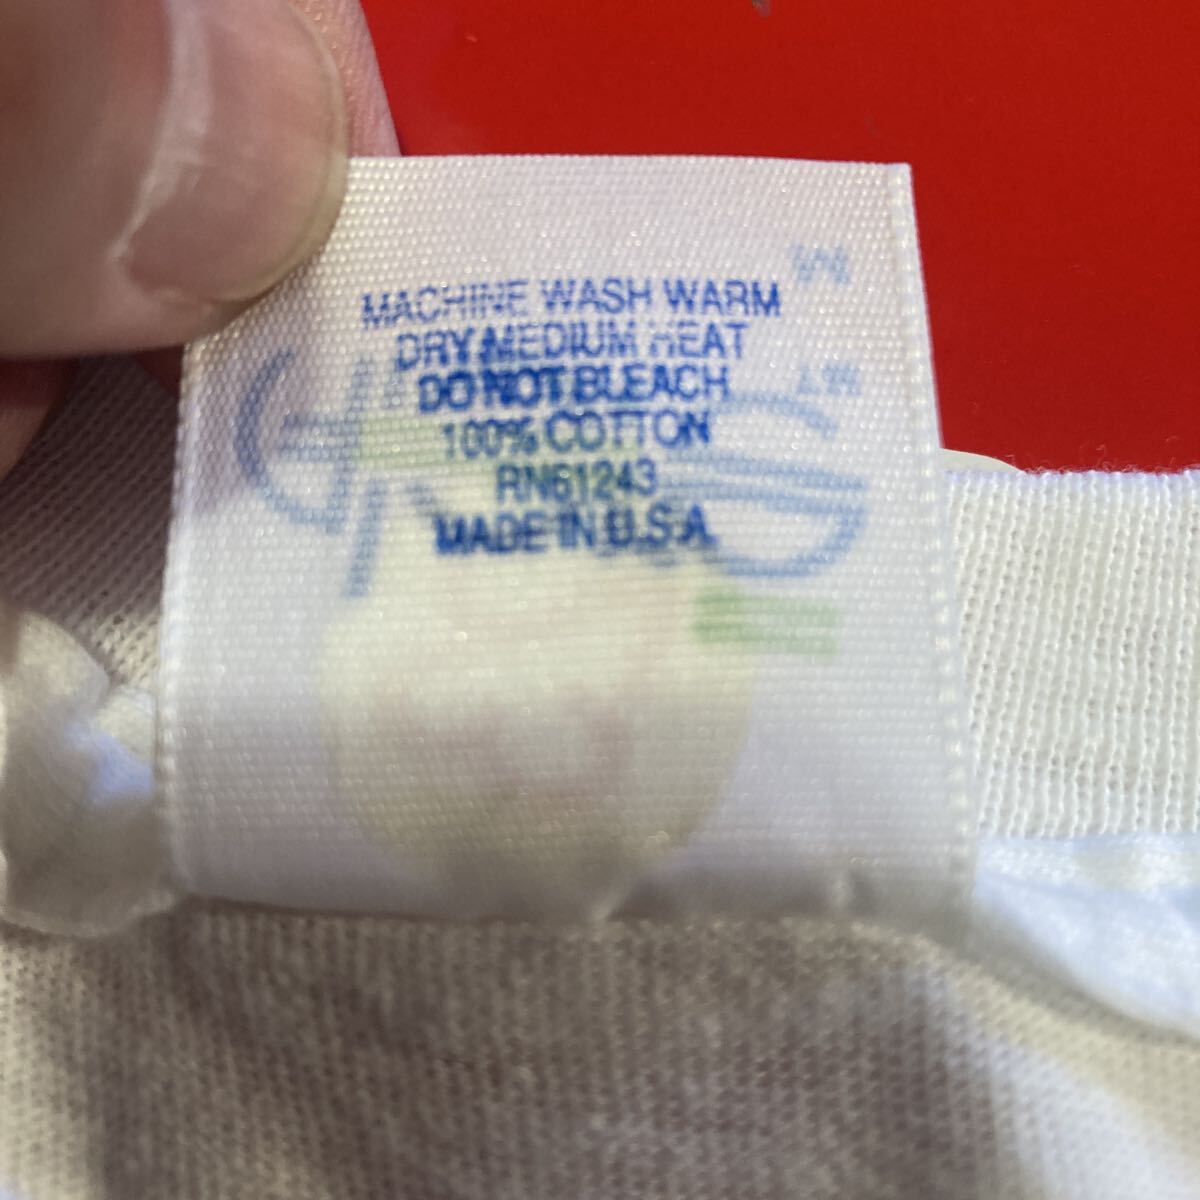 MACHINE WASH WARM
DRY MEDIUM HEAT
DO NOT BLEACH
100% COTTON
RN61243
MADE IN U.S.A.